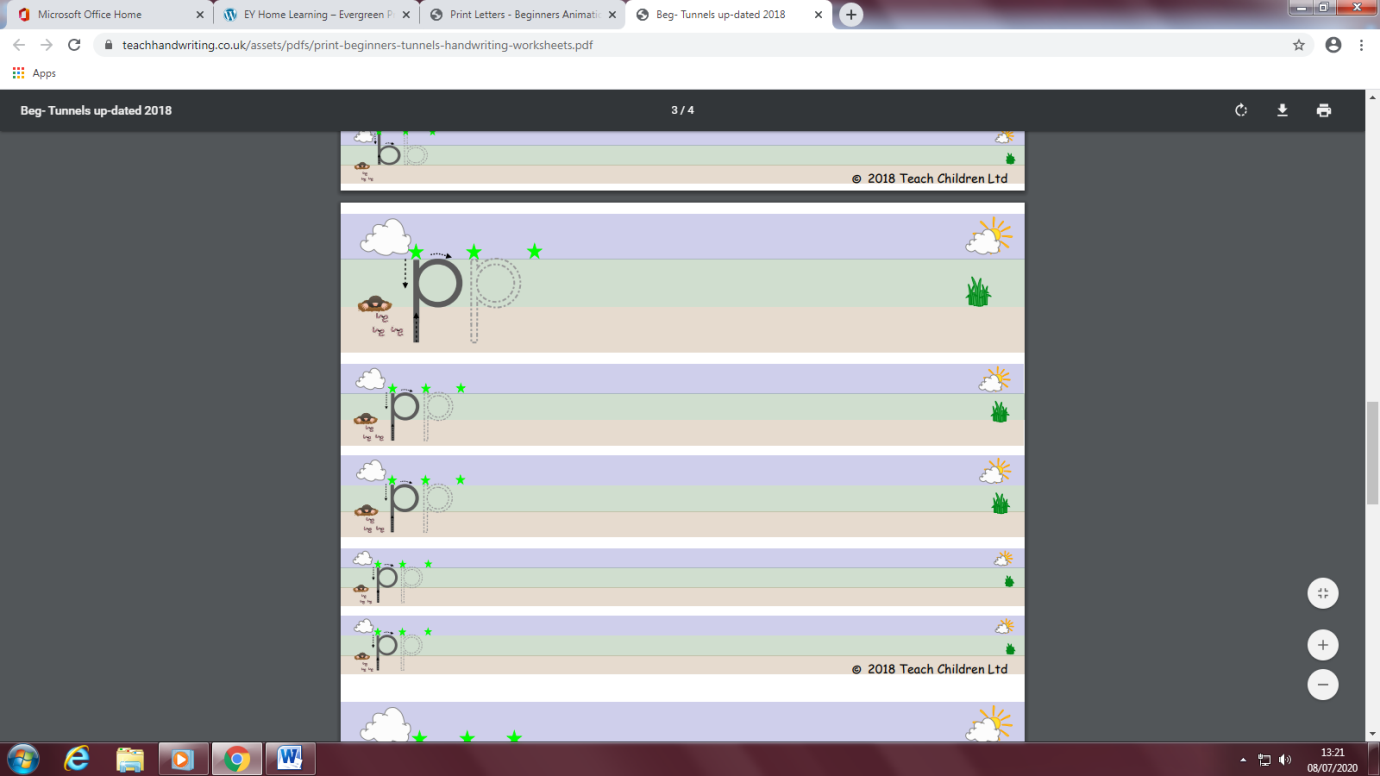 Microsoft Office Home
EY Home Learning – Evergreen P
Print Letters - Beginners Animati
Beg- Tunnels up-dated 2018
teachhandwriting.co.uk/assets/pdfs/print-beginners-tunnels-handwriting-worksheets.pdf
Apps
Beg- Tunnels up-dated 2018
3 / 4
b b
© 2018 Teach Children Ltd
p p
p p
p p
p p
p p
© 2018 Teach Children Ltd
13:21
08/07/2020